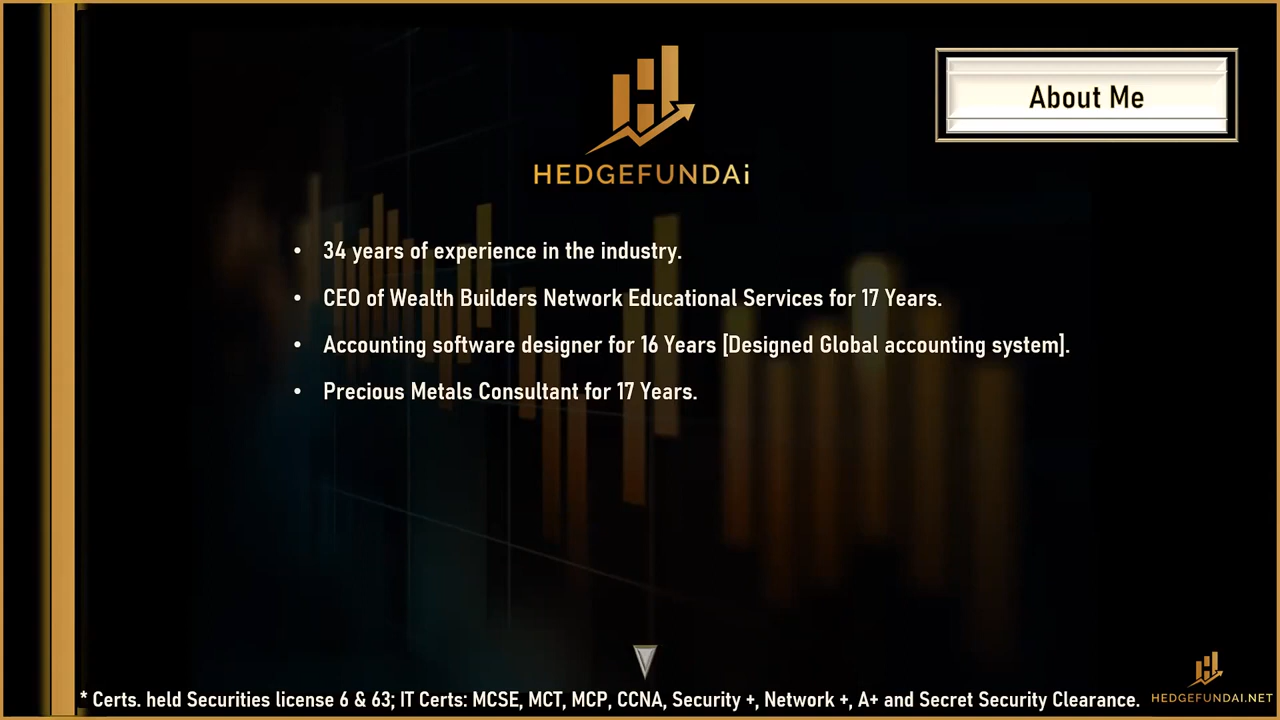 About Me
HEDGEFUNDAi
• 34 years of experience in the industry.
• CEO of Wealth Builders Network Educational Services for 17 Years.
• Accounting software designer for 16 Years [Designed Global accounting system].
• Precious Metals Consultant for 17 Years.
* Certs. held Securities license 6 & 63; IT Certs: MCSE, MCT, MCP, CCNA, Security +, Network +, A+ and Secret Security Clearance.
HEDGEFUNDAi.NET